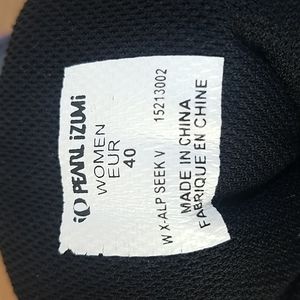 PEARL iZUMi
WOMEN
EUR
40
W X-ALP SEEK V 15213002
MADE IN CHINA
FABRIQUE EN CHINE